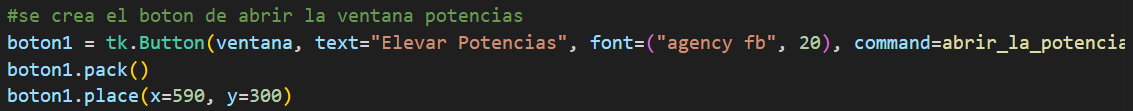 #se crea el boton de abrir la ventana potencias
boton1 = tk.Button(ventana, text="Elevar Potencias", font=("agency fb", 20), command=abrir_la_potencia
boton1.pack()
boton1.place(x=590, y=300)